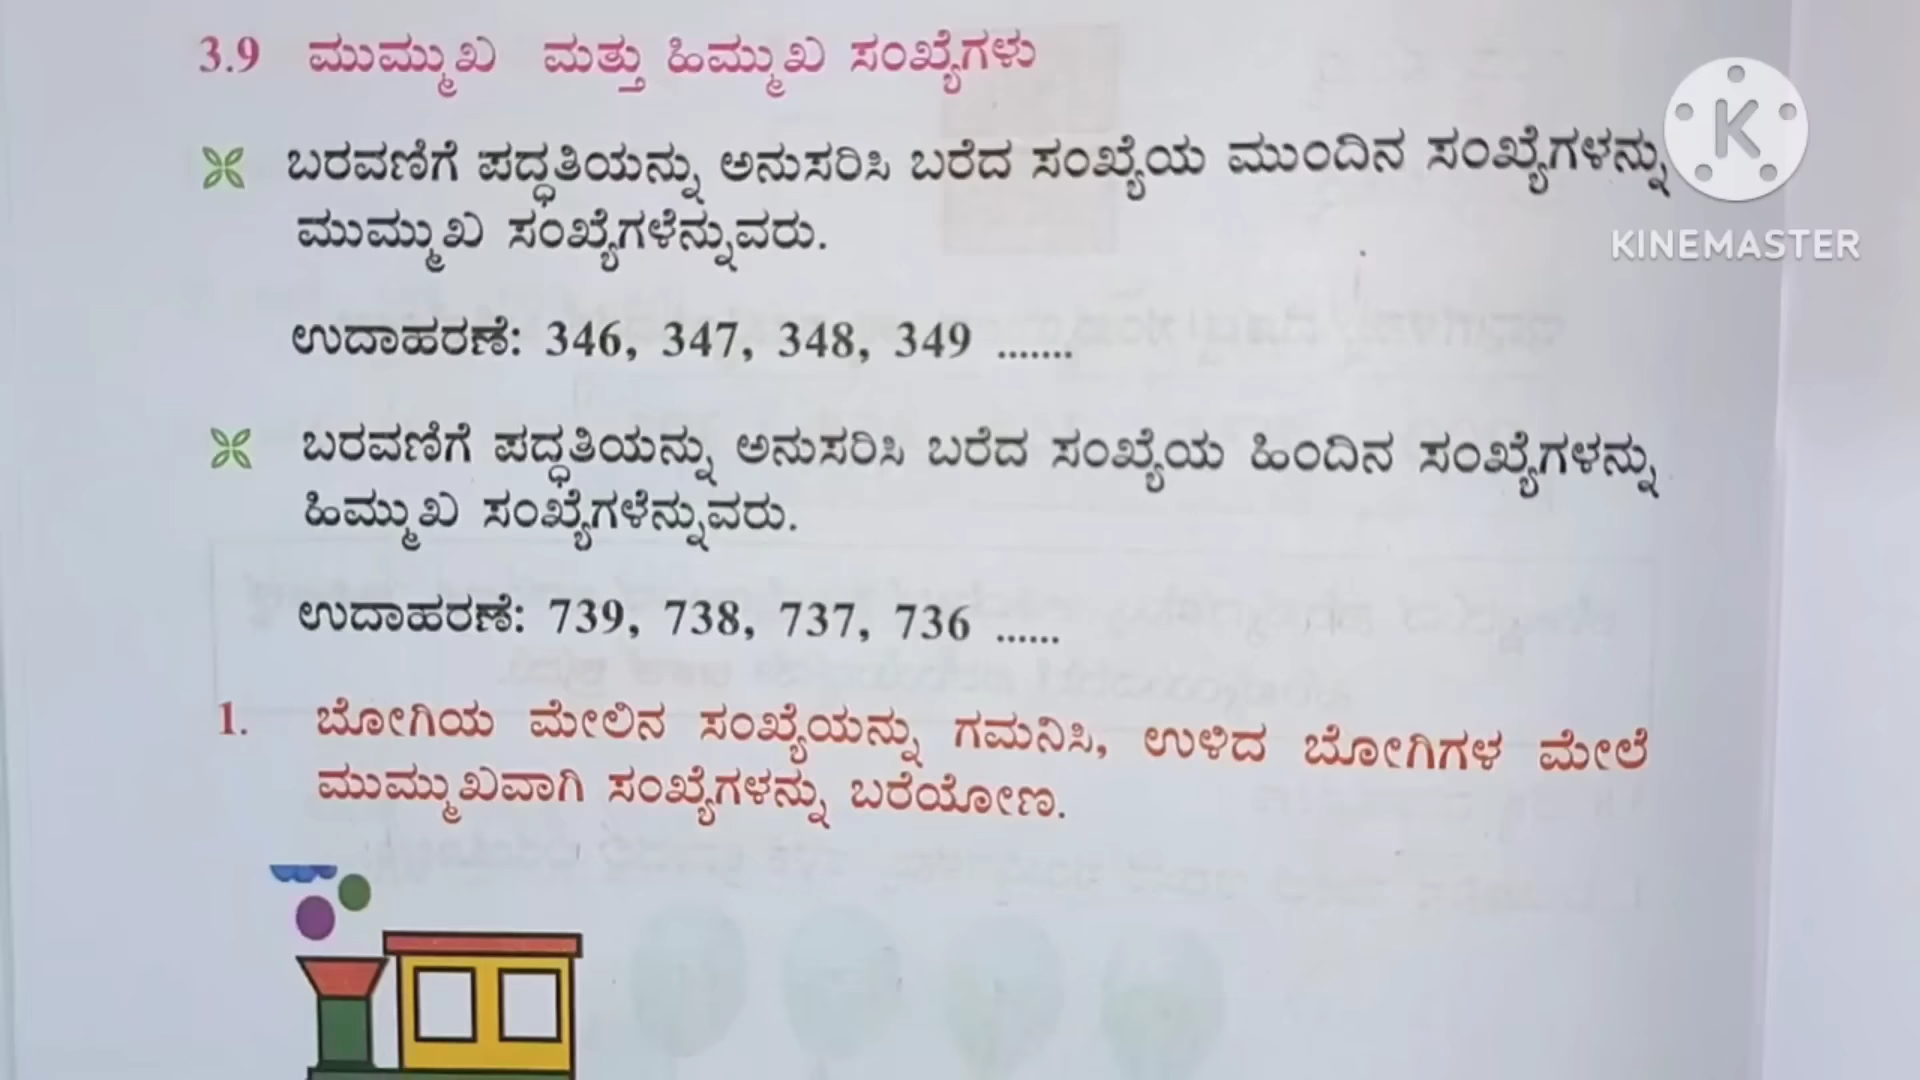 3.9 ಮುಮ್ಮುಖ ಮತ್ತು ಹಿಮ್ಮುಖ ಸಂಖ್ಯೆಗಳು
ಬರವಣಿಗೆ ಪದ್ಧತಿಯನ್ನು ಅನುಸರಿಸಿ ಬರೆದ ಸಂಖ್ಯೆಯ ಮುಂದಿನ ಸಂಖ್ಯೆಗಳನ್ನು
ಮುಮ್ಮುಖ ಸಂಖ್ಯೆಗಳೆನ್ನುವರು.
ಉದಾಹರಣೆ: 346, 347, 348, 349 .......
ಬರವಣಿಗೆ ಪದ್ಧತಿಯನ್ನು ಅನುಸರಿಸಿ ಬರೆದ ಸಂಖ್ಯೆಯ ಹಿಂದಿನ ಸಂಖ್ಯೆಗಳನ್ನು
ಹಿಮ್ಮುಖ ಸಂಖ್ಯೆಗಳೆನ್ನುವರು.
ಉದಾಹರಣೆ: 739, 738, 737, 736 ......
1. ಬೋಗಿಯ ಮೇಲಿನ ಸಂಖ್ಯೆಯನ್ನು ಗಮನಿಸಿ, ಉಳಿದ ಬೋಗಿಗಳ ಮೇಲೆ
ಮುಮ್ಮುಖವಾಗಿ ಸಂಖ್ಯೆಗಳನ್ನು ಬರೆಯೋಣ.
K
KINEMASTER